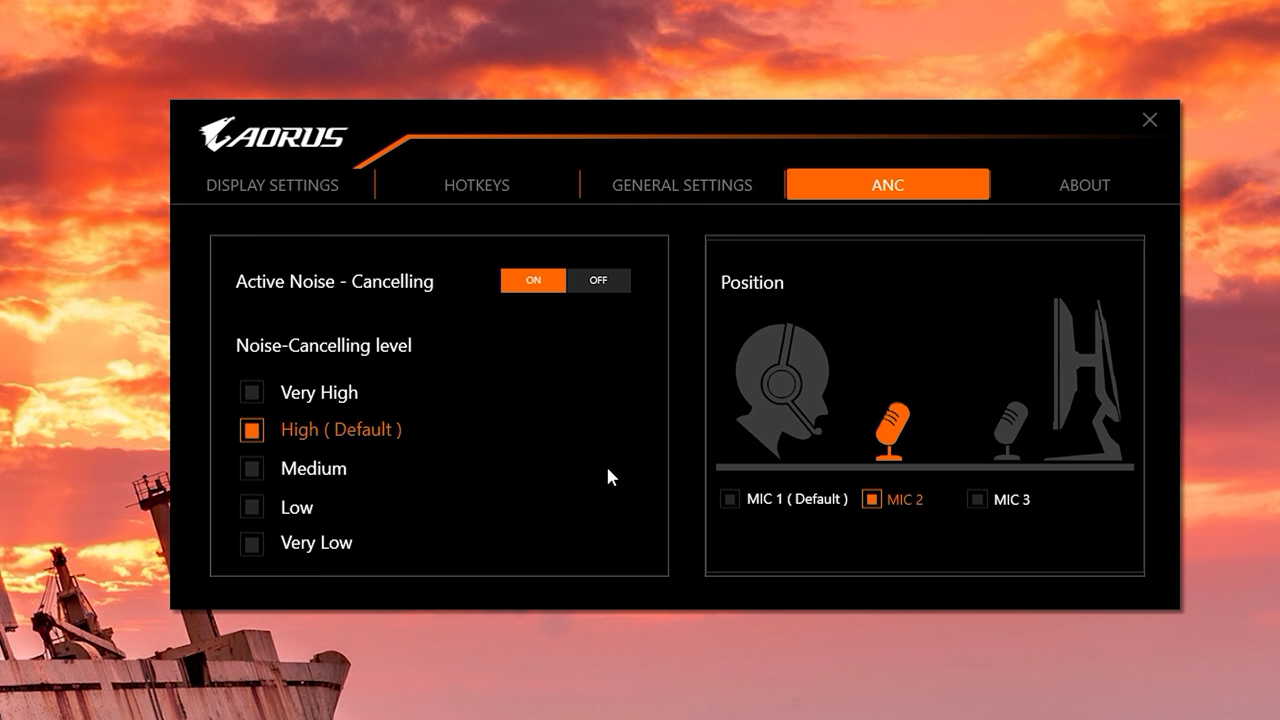 AORUS
DISPLAY SETTINGS
HOTKEYS
GENERAL SETTINGS
ANC
ABOUT
Active Noise - Cancelling
ON
OFF
Noise-Cancelling level
Very High
High ( Default )
Medium
Low
Very Low
Position
MIC 1 ( Default )
MIC 2
MIC 3